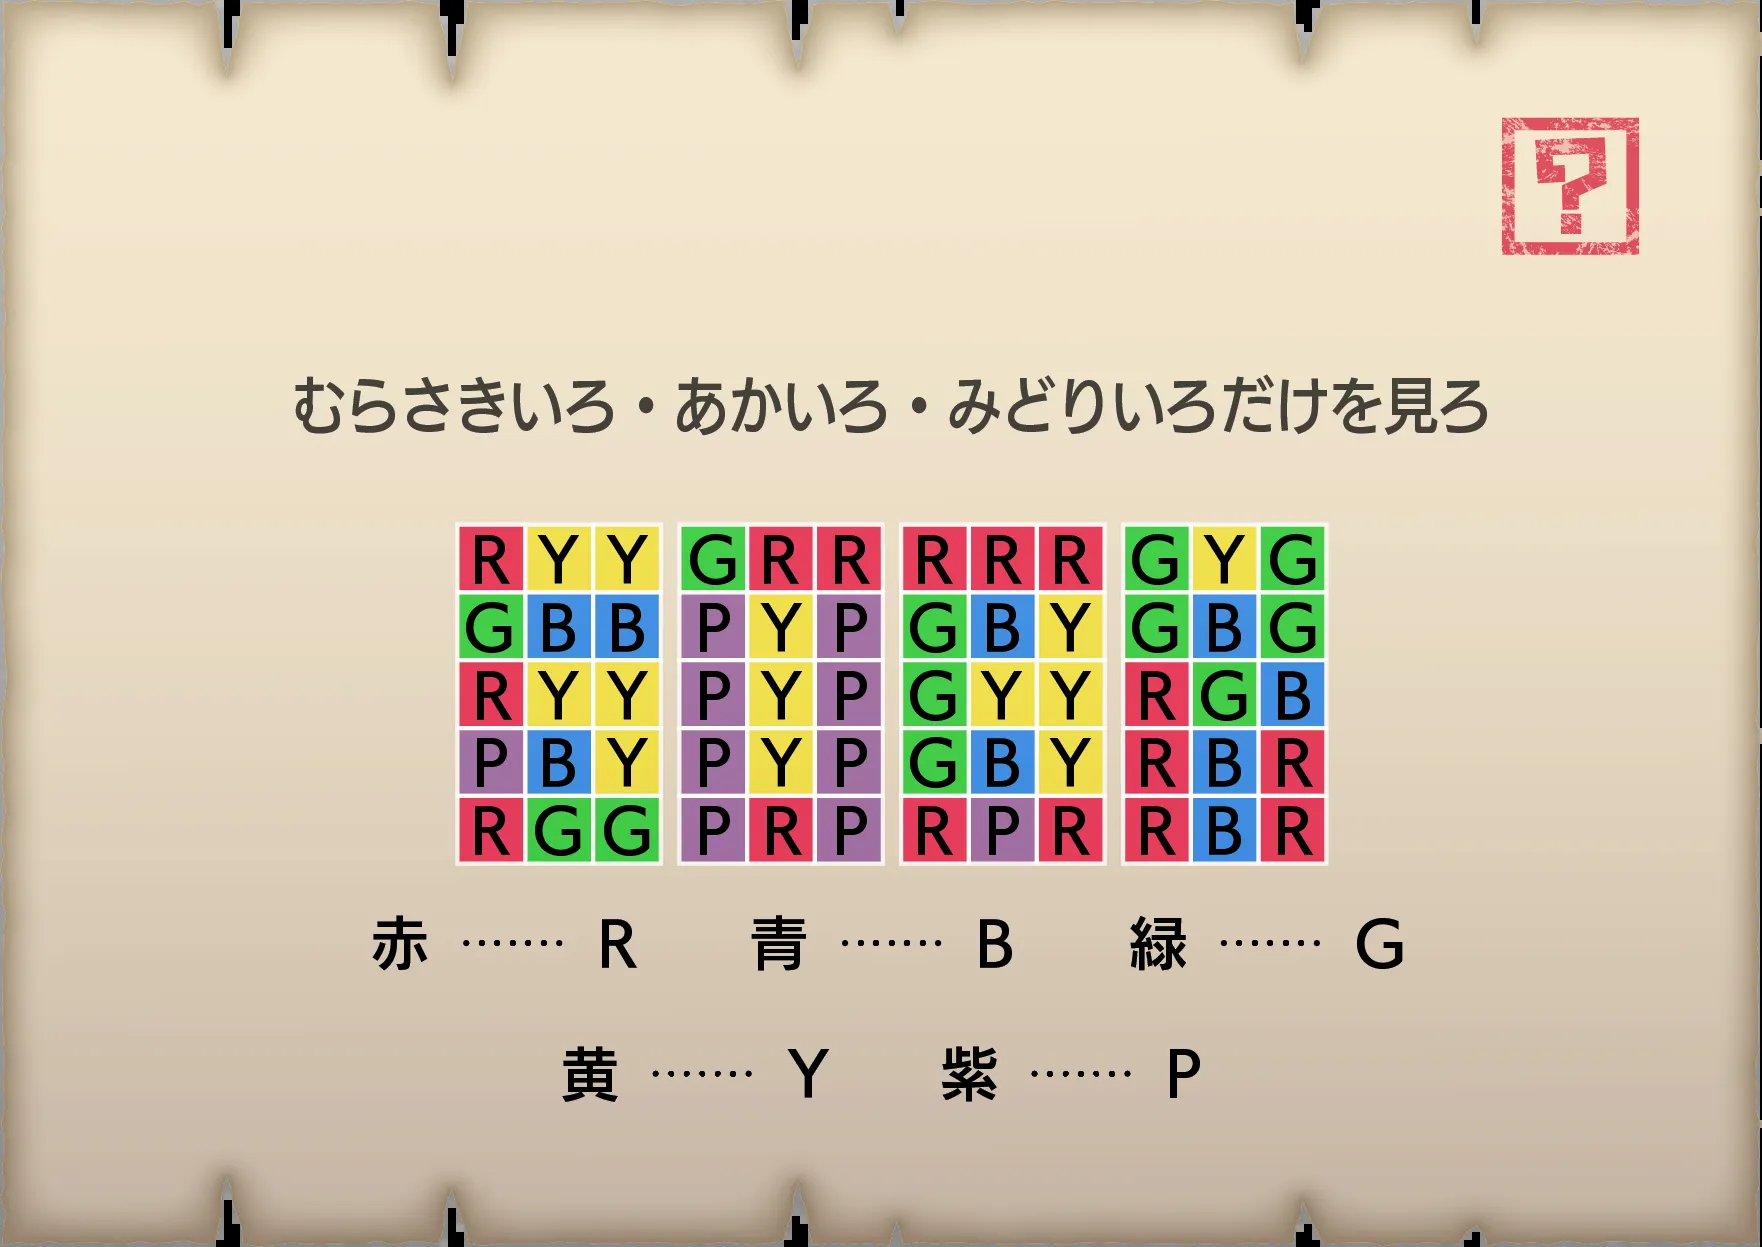 ?
むらさきいろ・あかいろ・みどりいろだけを見ろ
R Y Y G R R R R R G Y G
G B B P Y P G B Y G B G
R Y Y P Y P G Y Y R G B
P B Y P Y P G B Y R B R
R G G P R P R P R R B R
赤 ……. R 青 ……. B 緑 ……. G
黄 ……. Y 紫 ……. P